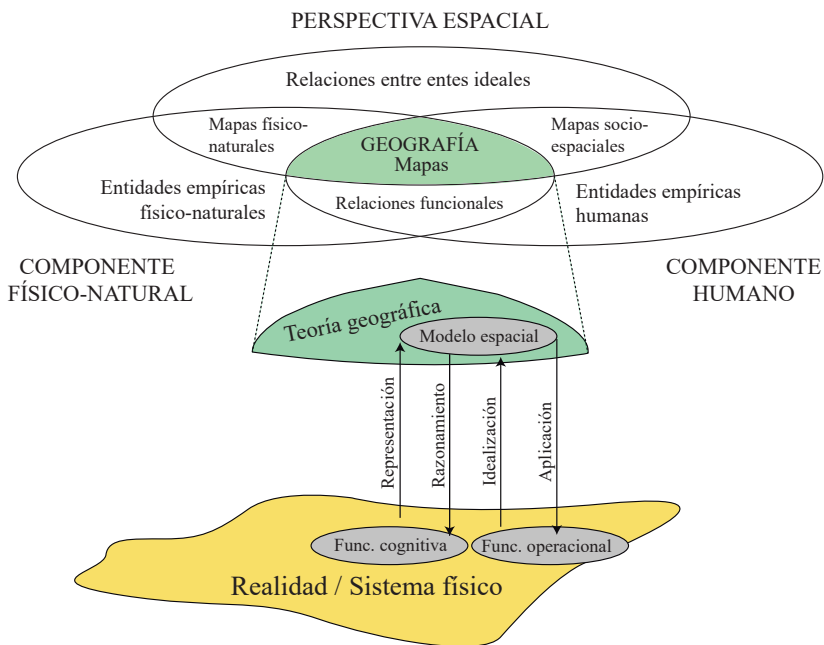 PERSPECTIVA ESPACIAL
Relaciones entre entes ideales
Mapas físico-
naturales
GEOGRAFÍA
Mapas
Mapas socio-
espaciales
Entidades empíricas
físico-naturales
Relaciones funcionales
Entidades empíricas
humanas
COMPONENTE
FÍSICO-NATURAL
COMPONENTE
HUMANO
Teoría geográfica
Modelo espacial
Representación
Razonamiento
Idealización
Aplicación
Func. cognitiva
Func. operacional
Realidad / Sistema físico